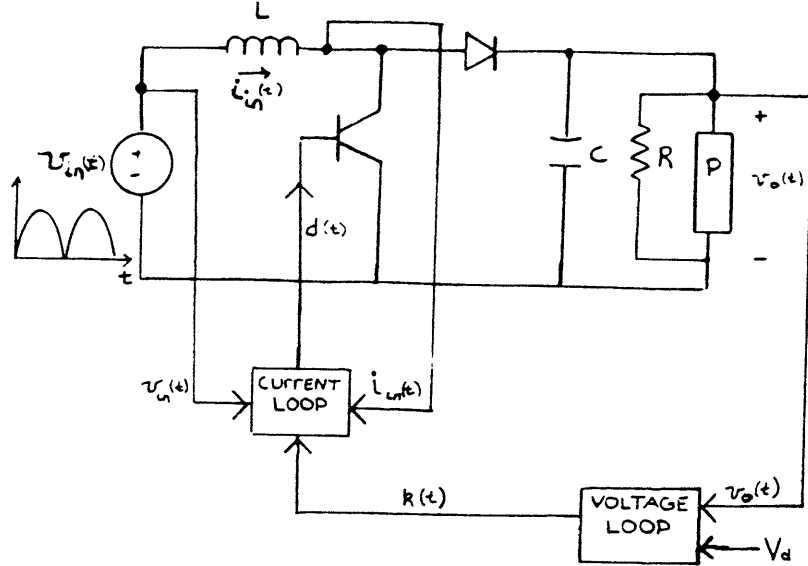 L
i_in(t)
v_in(t)
+
-
t
d(t)
C
R
P
+
v_o(t)
-
v_in(t)
CURRENT
LOOP
i_in(t)
k(t)
VOLTAGE
LOOP
v_o(t)
V_d